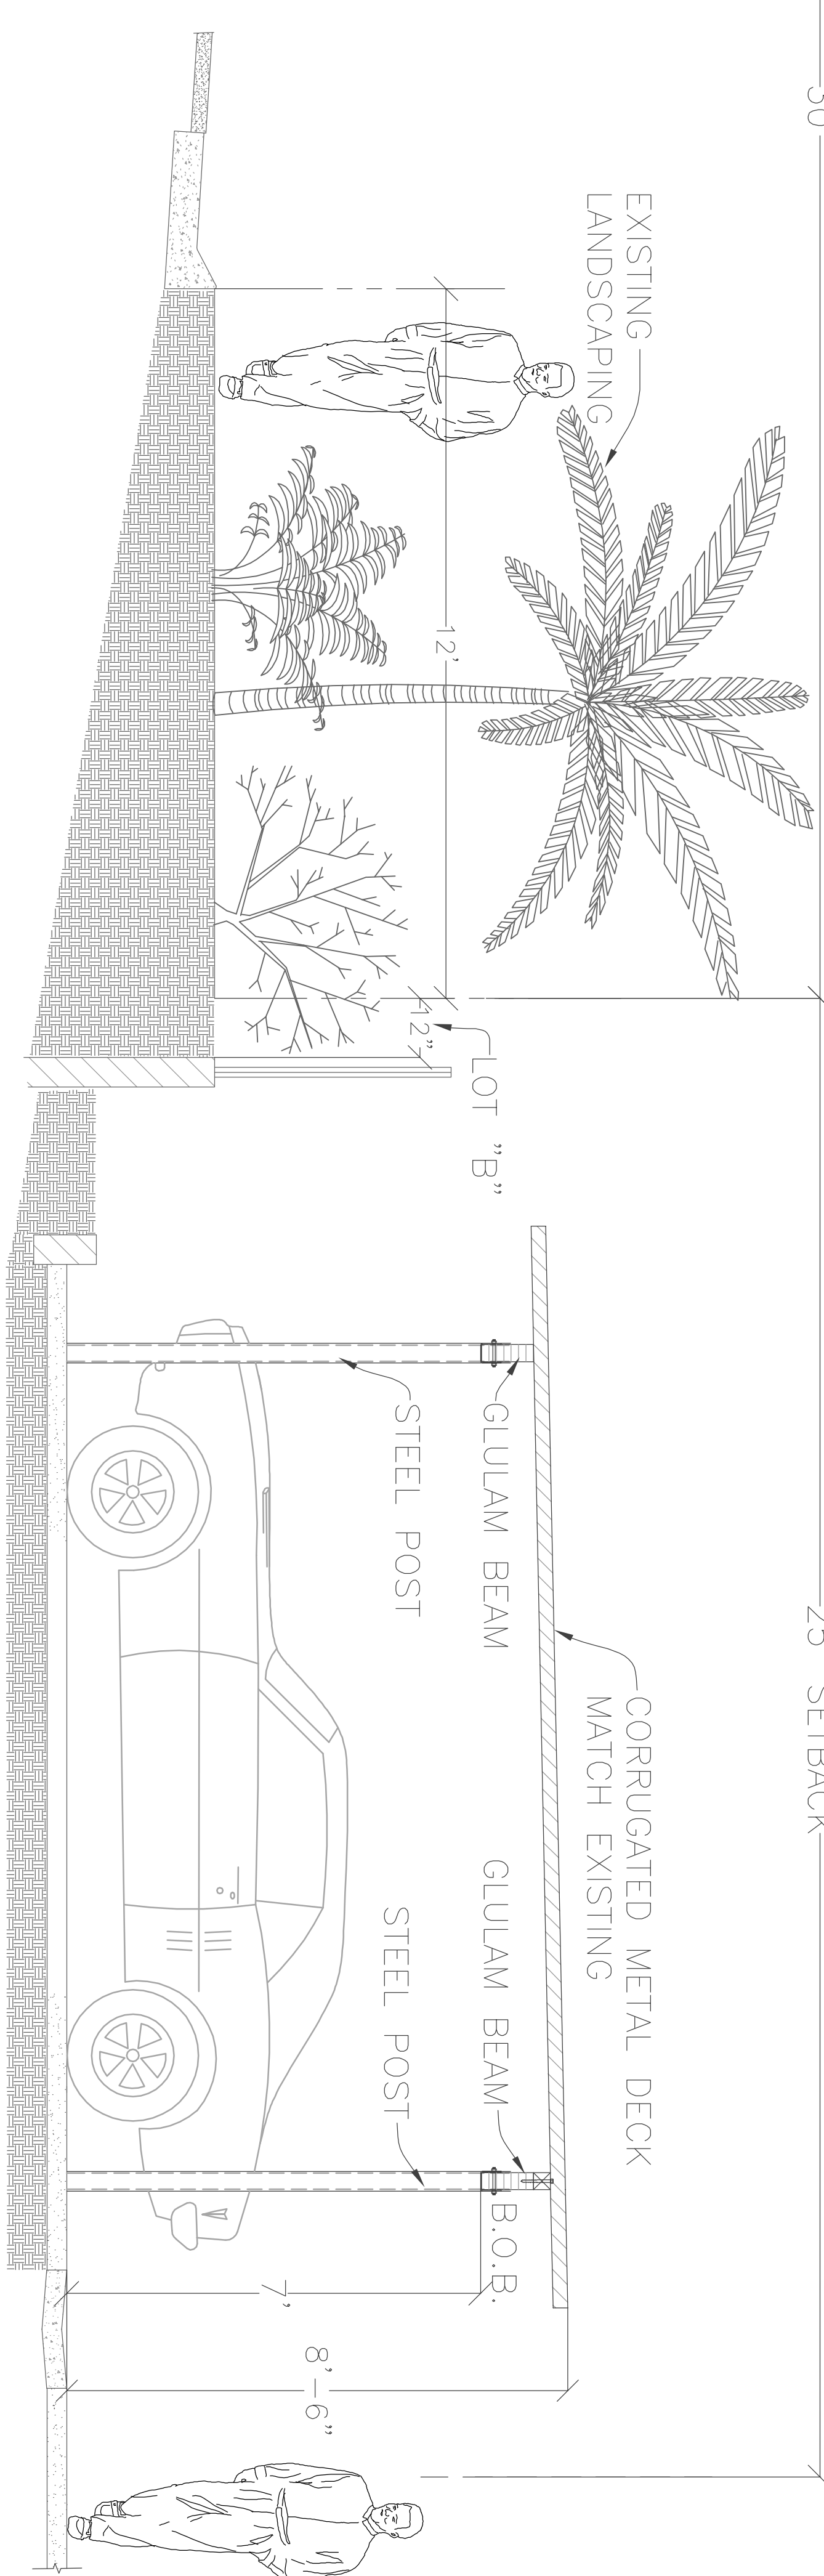 EXISTING
LANDSCAPING
12'
12"
LOT "B"
CORRUGATED METAL DECK
MATCH EXISTING
GLULAM BEAM
GLULAM BEAM
STEEL POST
STEEL POST
B.O.B.
7'
8'-6"
SETBACK